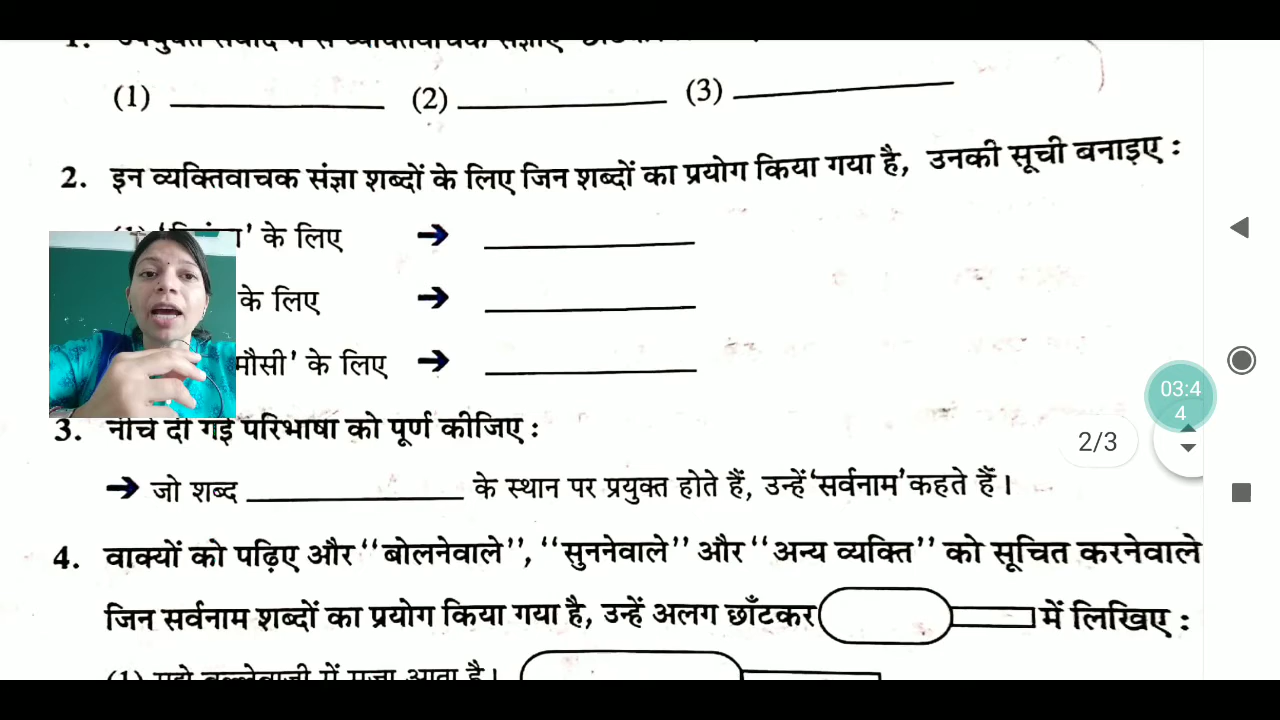 (1) (2) (3)
2. इन व्यक्तिवाचक संज्ञा शब्दों के लिए जिन शब्दों का प्रयोग किया गया है, उनकी सूची बनाइए :
के लिए →
के लिए →
मौसी' के लिए →
3. नीचे दी गई परिभाषा को पूर्ण कीजिए :
→ जो शब्द के स्थान पर प्रयुक्त होते हैं, उन्हें 'सर्वनाम' कहते हैं।
4. वाक्यों को पढ़िए और "बोलनेवाले", "सुननेवाले" और "अन्य व्यक्ति" को सूचित करनेवाले
जिन सर्वनाम शब्दों का प्रयोग किया गया है, उन्हें अलग छाँटकर में लिखिए :
03:4
4
2/3